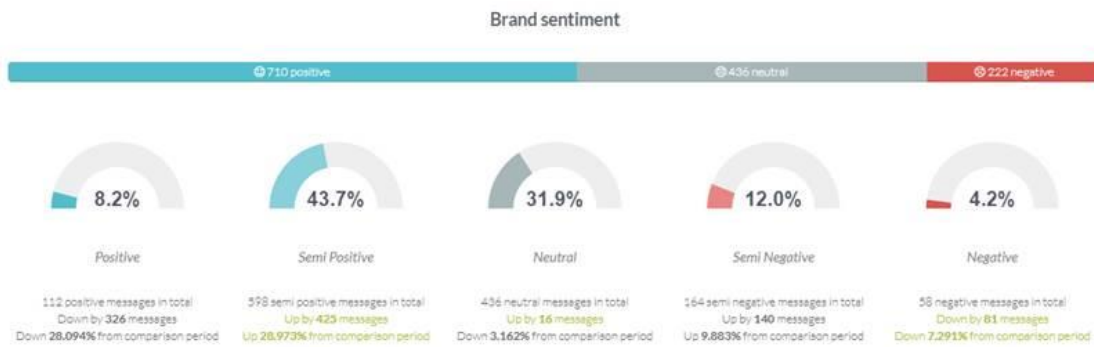 Brand sentiment
710 positive
436 neutral
222 negative
8.2%
43.7%
31.9%
12.0%
4.2%
Positive
Semi Positive
Neutral
Semi Negative
Negative
112 positive messages in total
Down by 326 messages
Down 28.094% from comparison period
598 semi positive messages in total
Up by 425 messages
Up 28.973% from comparison period
436 neutral messages in total
Up by 16 messages
Down 3.162% from comparison period
164 semi negative messages in total
Up by 140 messages
Up 9.883% from comparison period
58 negative messages in total
Down by 81 messages
Down 7.291% from comparison period